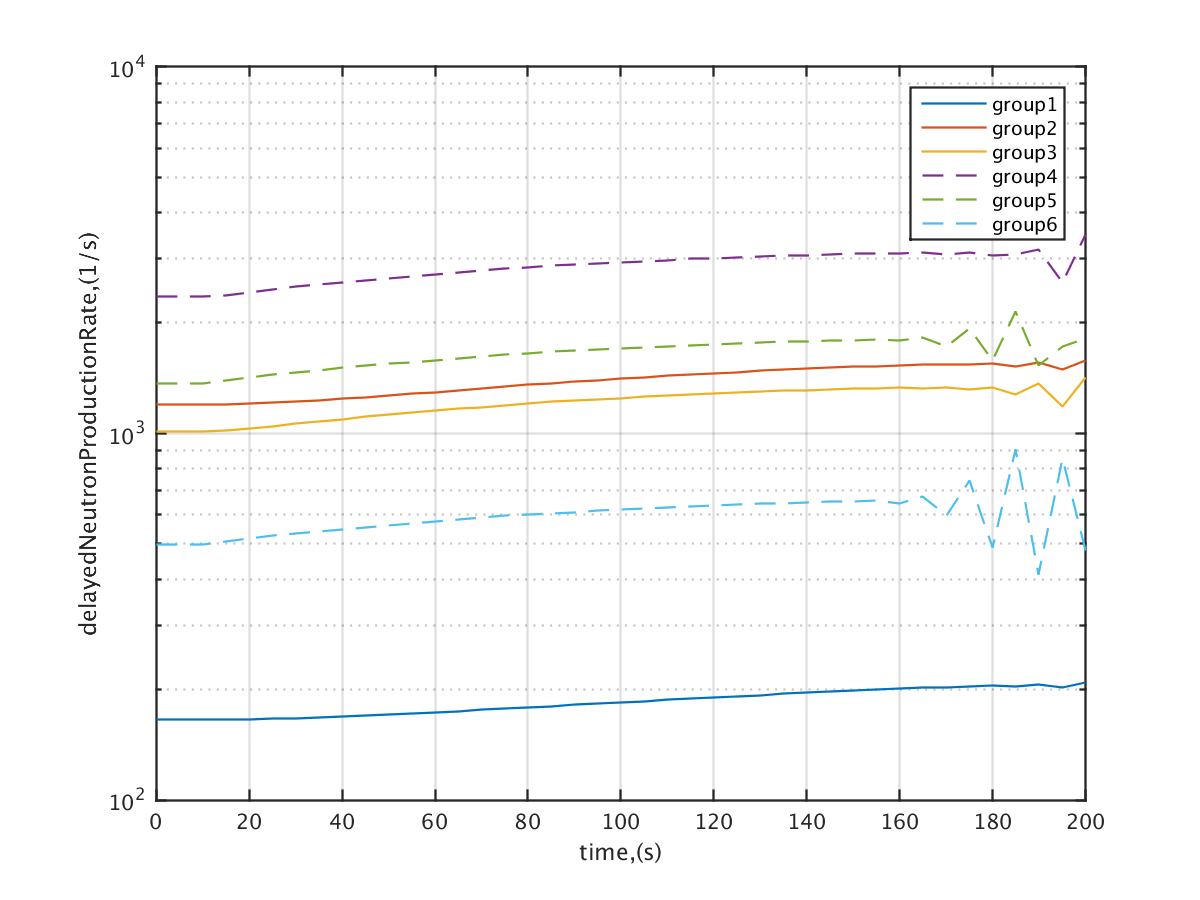 10^4
10^3
10^2
delayedNeutronProductionRate,(1/s)
group1
group2
group3
group4
group5
group6
0 20 40 60 80 100 120 140 160 180 200
time,(s)